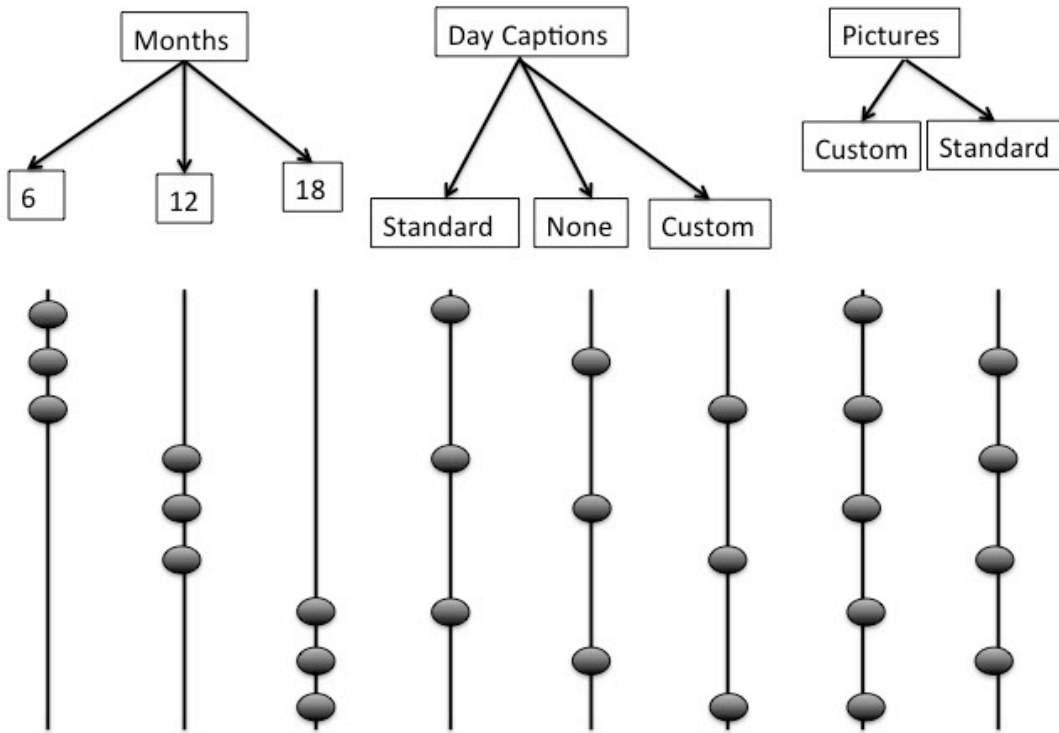 Months
Day Captions
Pictures
6
12
18
Standard
None
Custom
Custom
Standard